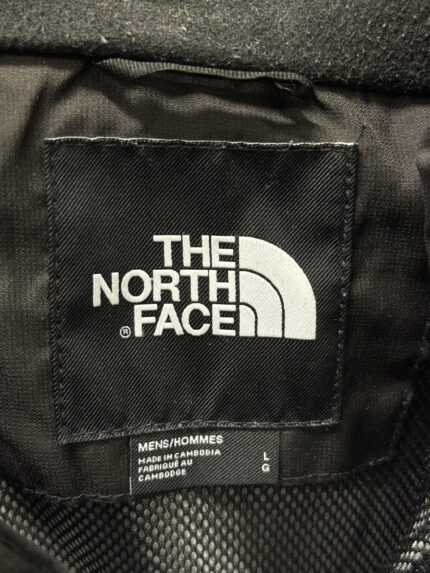 THE
NORTH
® FACE
MENS/HOMMES
MADE IN CAMBODIA L
FABRIQUÉ AU G
CAMBODGE